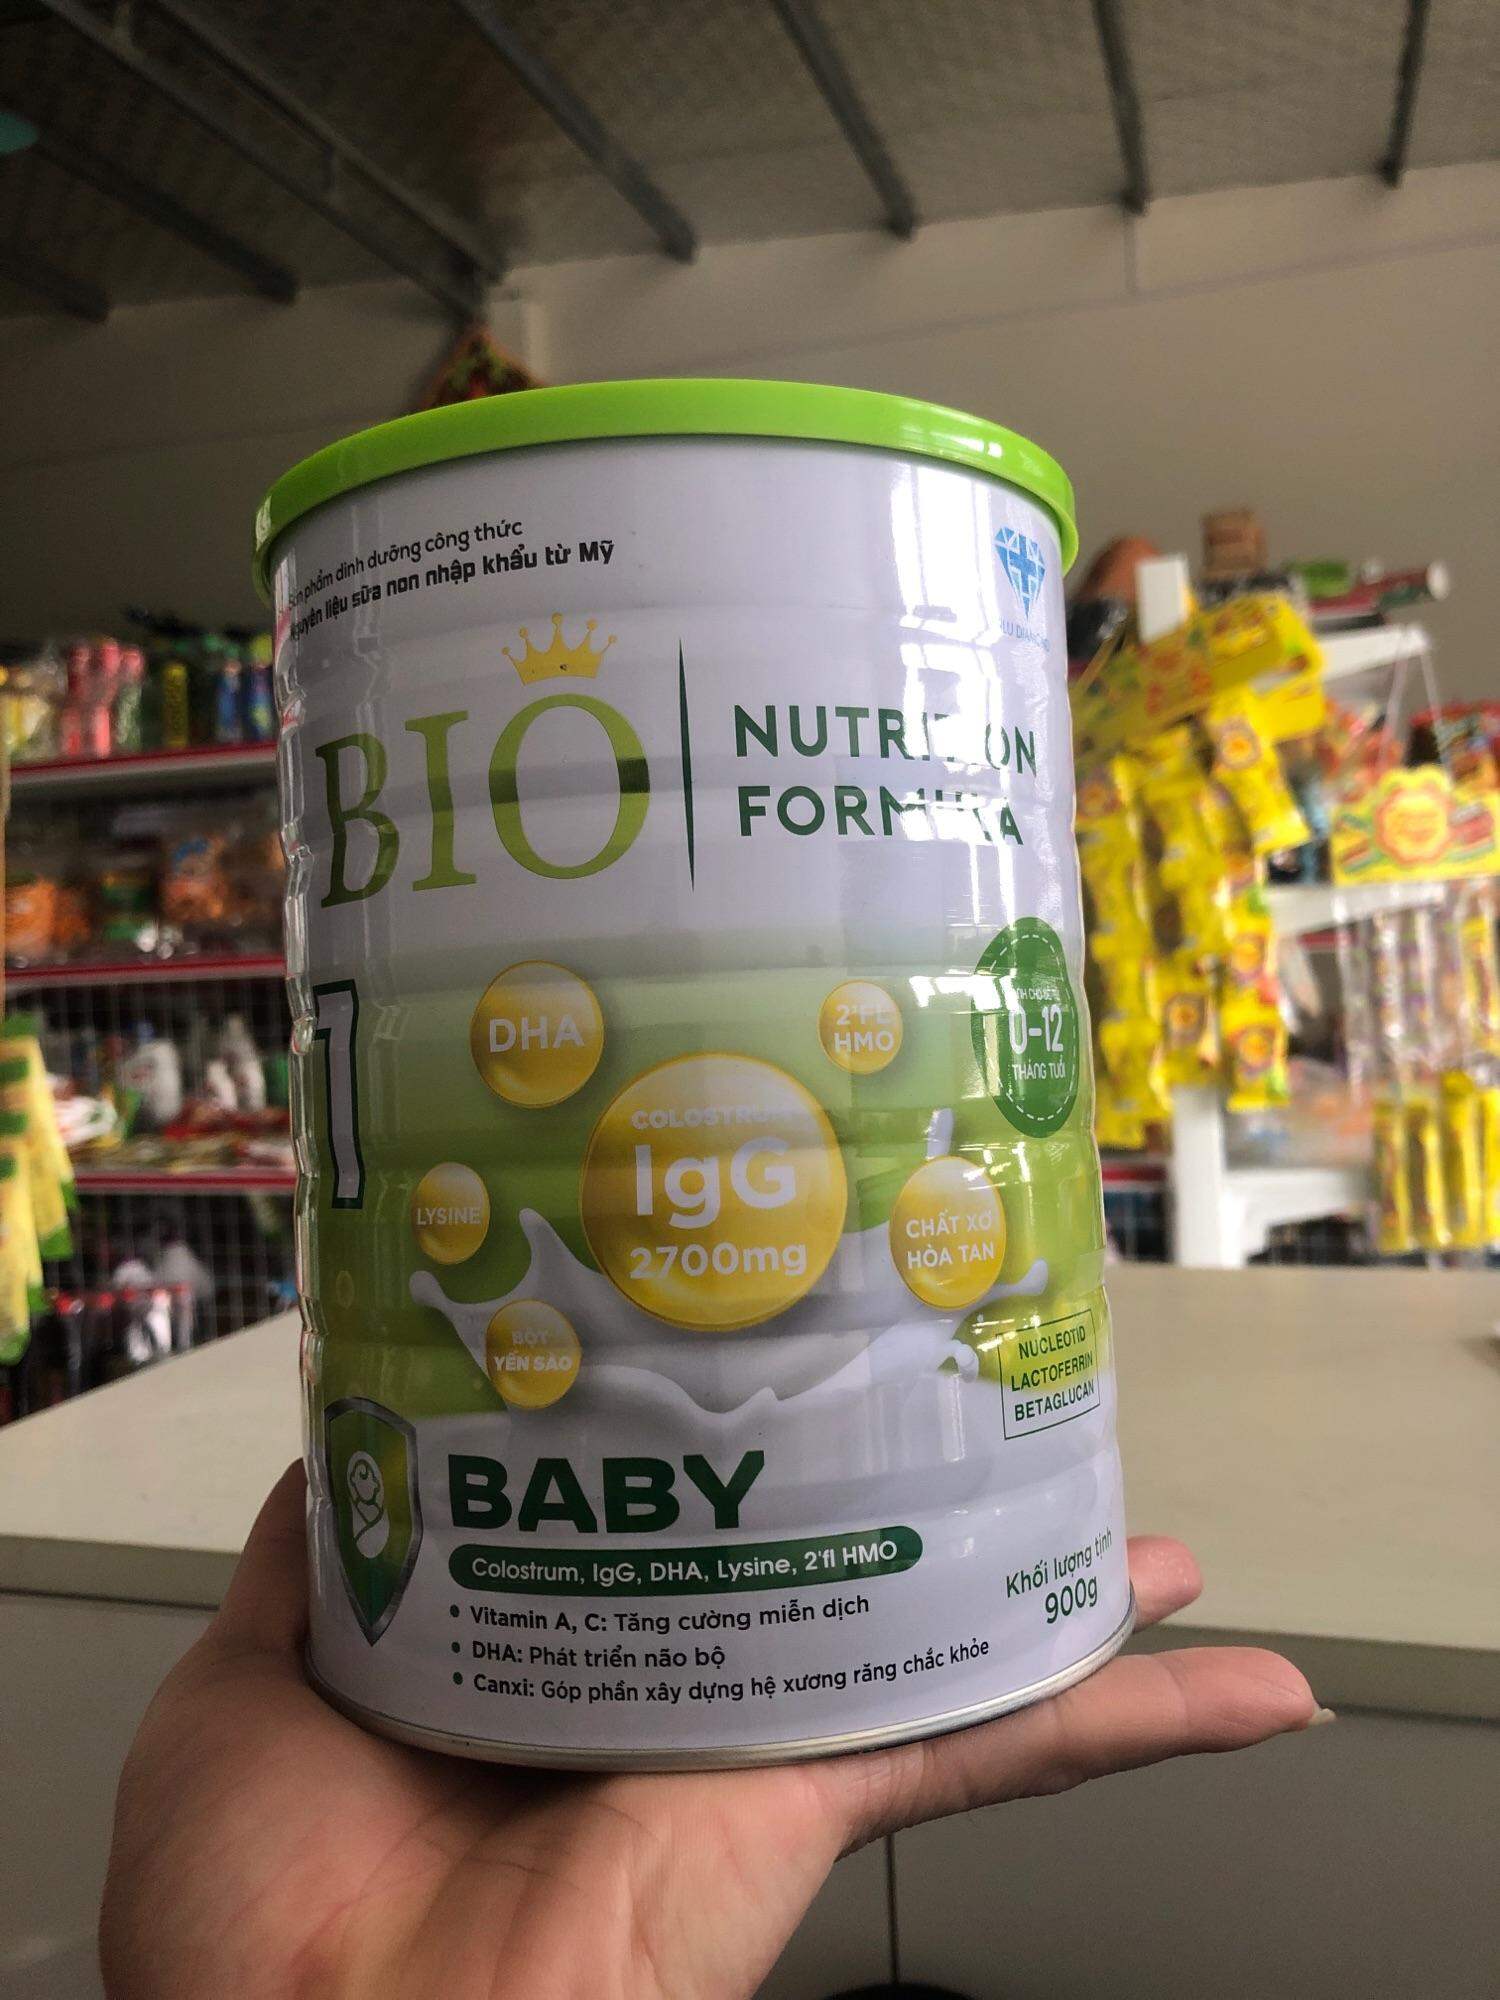 Sản phẩm dinh dưỡng công thức
Nguyên liệu sữa non nhập khẩu từ Mỹ
BIO
NUTRITION
FORMULA
1
DHA
2'FL
HMO
0-12
THÁNG TUỔI
COLOSTRUM
IgG
2700mg
LYSINE
CHẤT XƠ
HÒA TAN
BỘT
YẾN SÀO
NUCLEOTID
LACTOFERRIN
BETAGLUCAN
BABY
Colostrum, IgG, DHA, Lysine, 2'fl HMO
• Vitamin A, C: Tăng cường miễn dịch
• DHA: Phát triển não bộ
• Canxi: Góp phần xây dựng hệ xương răng chắc khỏe
Khối lượng tịnh
900g